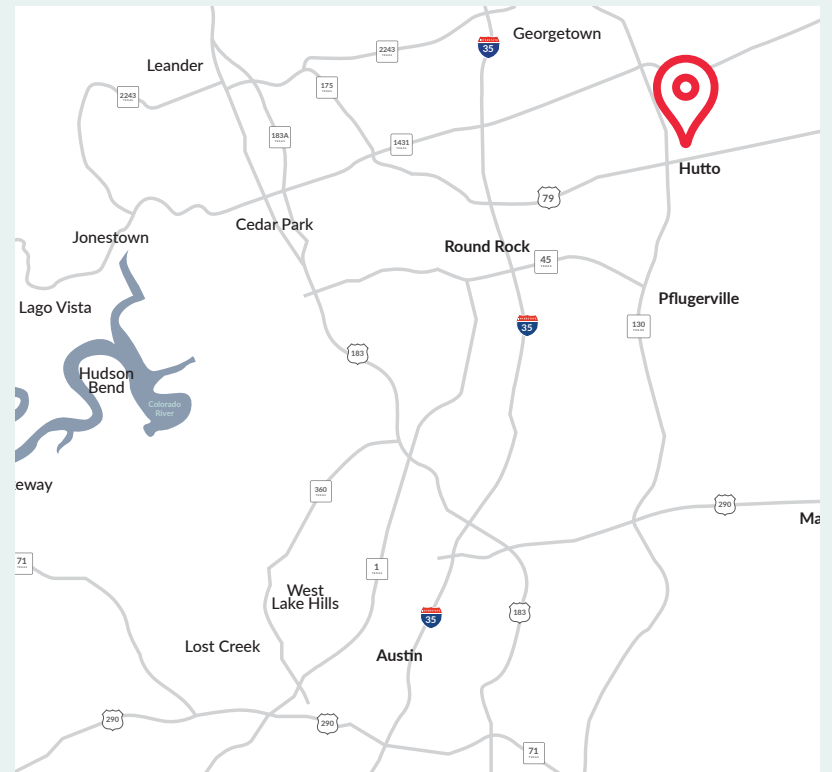 Georgetown
35
2243
Leander
175
2243
183A
TEXAS
1431
Hutto
79
Cedar Park
Jonestown
Round Rock
45
Pflugerville
Lago Vista
35
130
183
Hudson
Bend
Colorado
River
eway
360
290
Ma
71
1
West
Lake Hills
35
183
Lost Creek
Austin
290
290
71